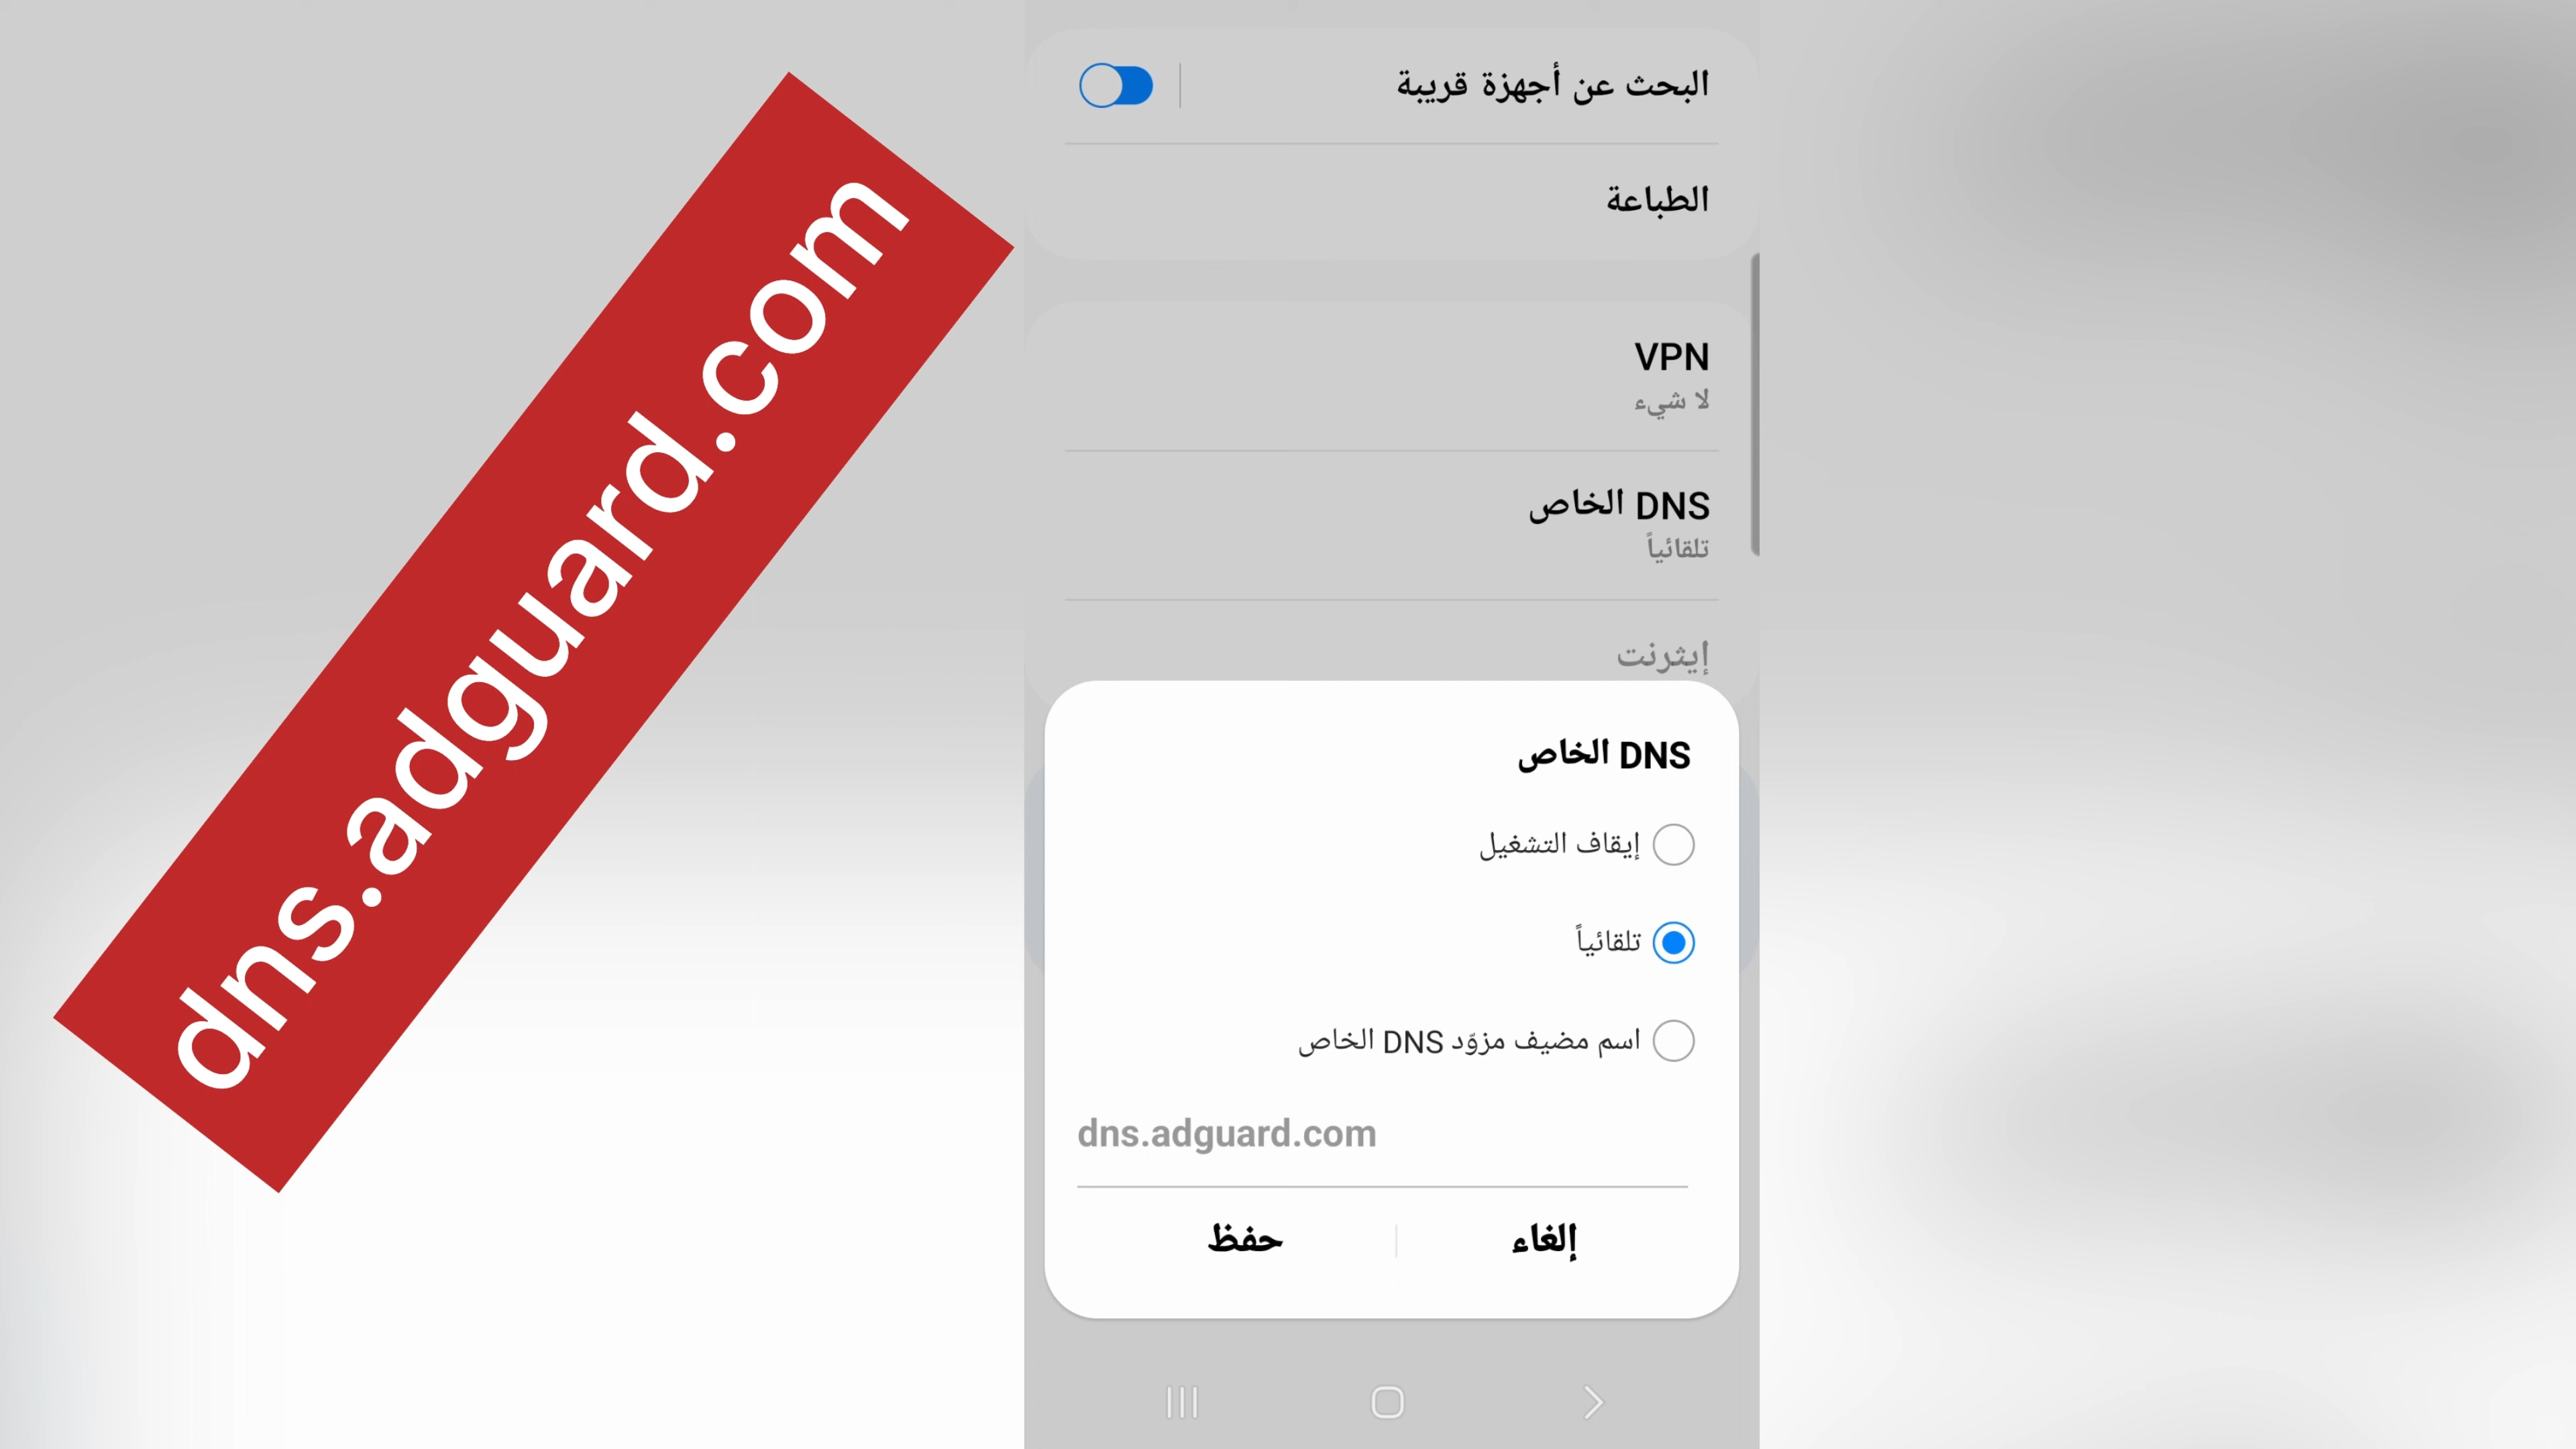 dns.adguard.com
البحث عن أجهزة قريبة
الطباعة
VPN
لا شيء
DNS الخاص
تلقائياً
إيثرنت
DNS الخاص
إيقاف التشغيل
تلقائياً
اسم مضيف مزوّد DNS الخاص
dns.adguard.com
إلغاء
حفظ